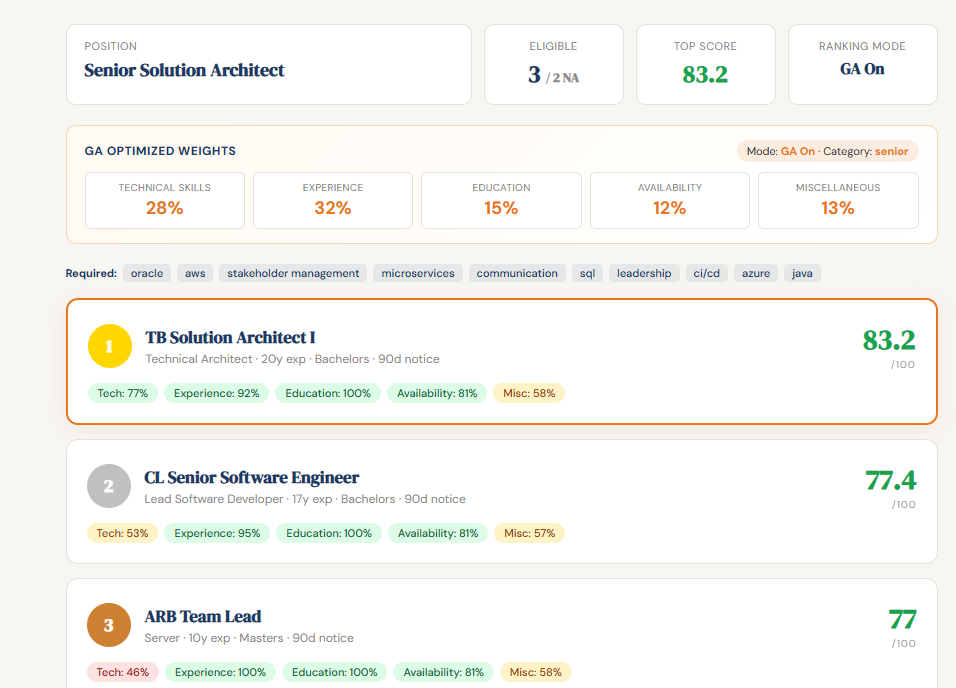 POSITION
Senior Solution Architect
ELIGIBLE
3 / 2 NA
TOP SCORE
83.2
RANKING MODE
GA On
GA OPTIMIZED WEIGHTS
Mode: GA On · Category: senior
TECHNICAL SKILLS
28%
EXPERIENCE
32%
EDUCATION
15%
AVAILABILITY
12%
MISCELLANEOUS
13%
Required: oracle aws stakeholder management microservices communication sql leadership ci/cd azure java
1
TB Solution Architect I
Technical Architect · 20y exp · Bachelors · 90d notice
83.2
/100
Tech: 77% Experience: 92% Education: 100% Availability: 81% Misc: 58%
2
CL Senior Software Engineer
Lead Software Developer · 17y exp · Bachelors · 90d notice
77.4
/100
Tech: 53% Experience: 95% Education: 100% Availability: 81% Misc: 57%
3
ARB Team Lead
Server · 10y exp · Masters · 90d notice
77
/100
Tech: 46% Experience: 100% Education: 100% Availability: 81% Misc: 58%